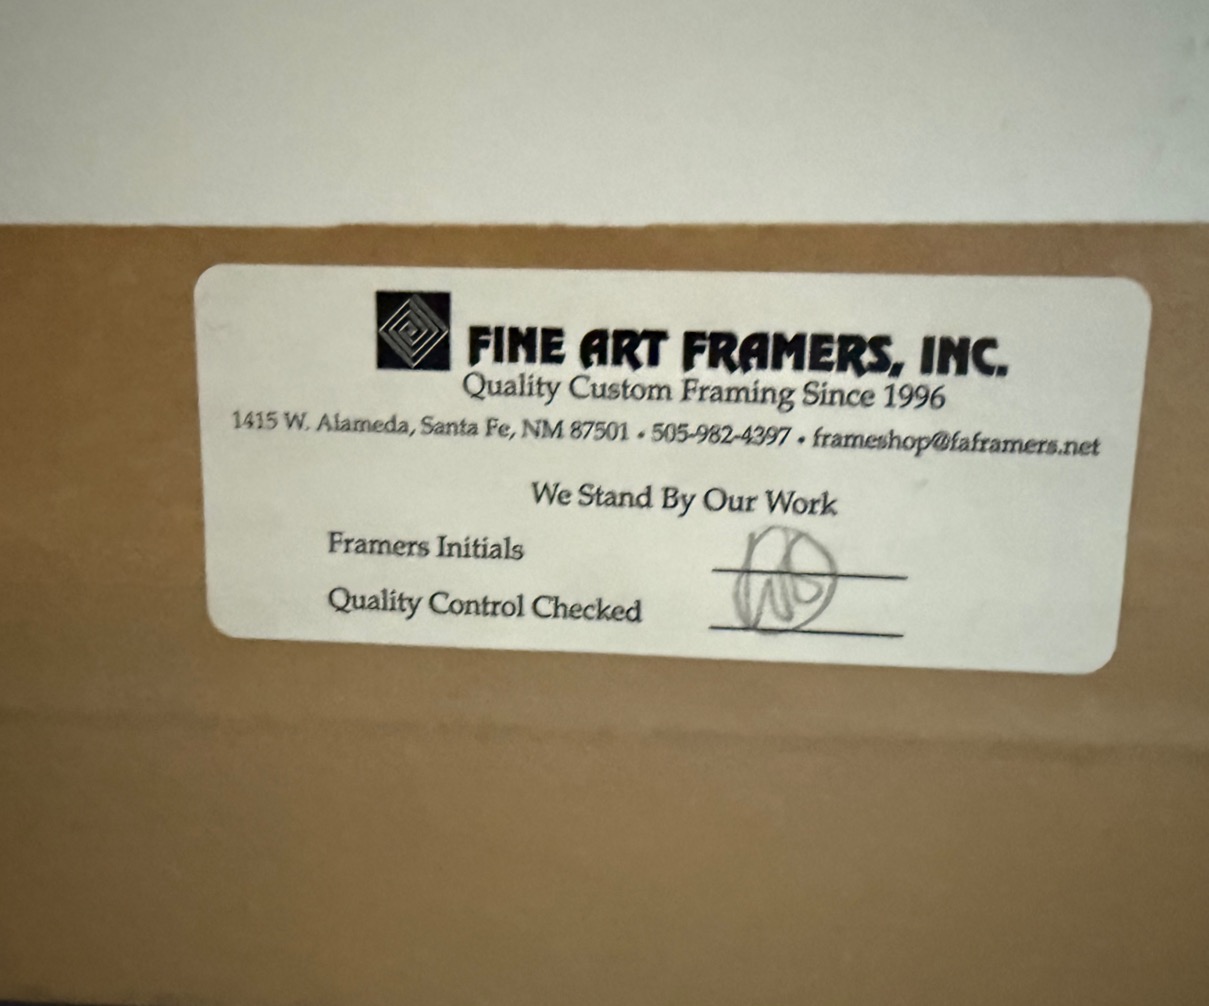 FINE ART FRAMERS, INC.
Quality Custom Framing Since 1996
1415 W. Alameda, Santa Fe, NM 87501 • 505-982-4397 • frameshop@faframers.net
We Stand By Our Work
Framers Initials
Quality Control Checked